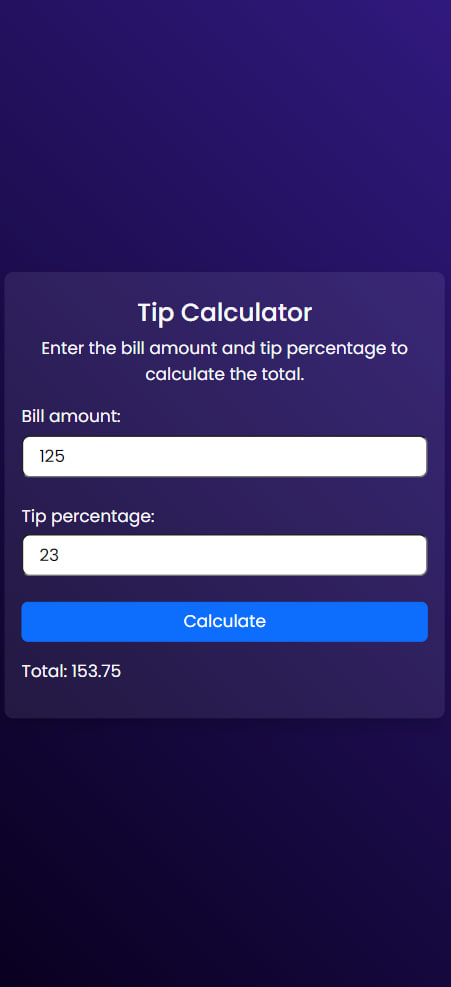 Tip Calculator
Enter the bill amount and tip percentage to
calculate the total.
Bill amount:
125
Tip percentage:
23
Calculate
Total: 153.75